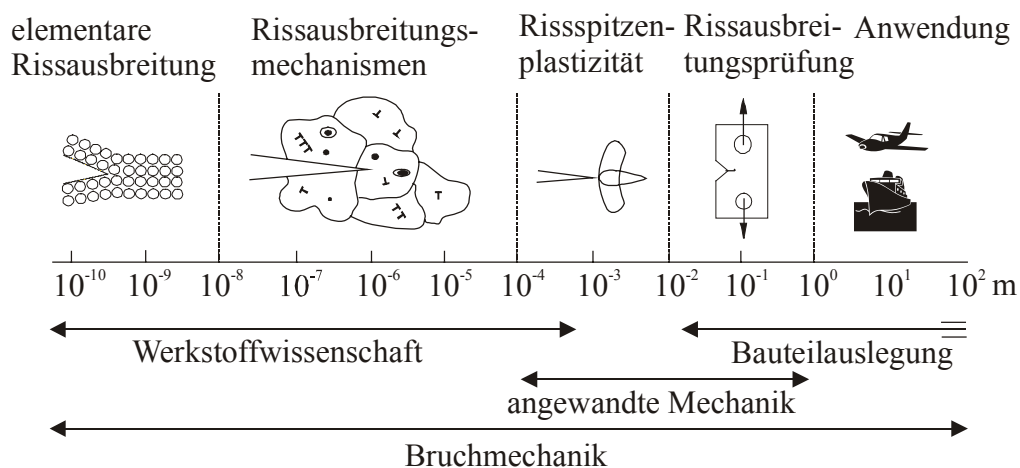 elementare
Rissausbreitung
Rissausbreitungs-
mechanismen
Rissspitzen-
plastizität
Rissausbrei-
tungsprüfung
Anwendung
10⁻¹⁰ 10⁻⁹ 10⁻⁸ 10⁻⁷ 10⁻⁶ 10⁻⁵ 10⁻⁴ 10⁻³ 10⁻² 10⁻¹ 10⁰ 10¹ 10² m
Werkstoffwissenschaft
Bauteilauslegung
angewandte Mechanik
Bruchmechanik